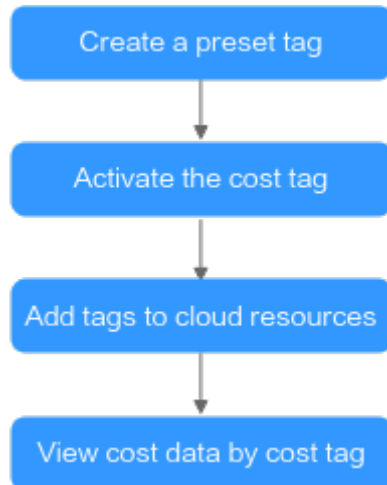 Create a preset tag
Activate the cost tag
Add tags to cloud resources
View cost data by cost tag